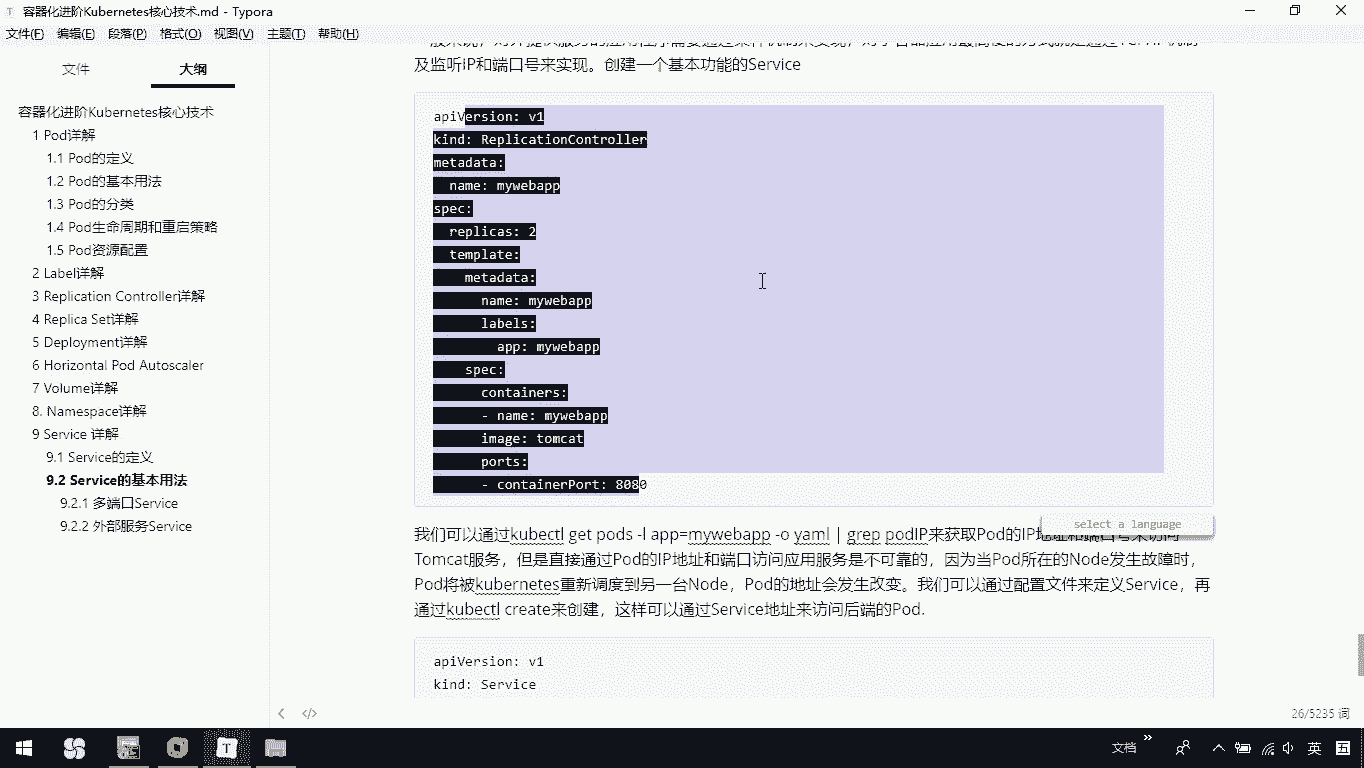 容器化进阶Kubernetes核心技术.md - Typora
文件(F) 编辑(E) 段落(P) 格式(O) 视图(V) 主题(T) 帮助(H)
文件 大纲
容器化进阶Kubernetes核心技术
1 Pod详解
1.1 Pod的定义
1.2 Pod的基本用法
1.3 Pod的分类
1.4 Pod生命周期和重启策略
1.5 Pod资源配置
2 Label详解
3 Replication Controller详解
4 Replica Set详解
5 Deployment详解
6 Horizontal Pod Autoscaler
7 Volume详解
8. Namespace详解
9 Service 详解
9.1 Service的定义
9.2 Service的基本用法
9.2.1 多端口Service
9.2.2 外部服务Service
及监听IP和端口号来实现。创建一个基本功能的Service
apiVersion: v1
kind: ReplicationController
metadata:
name: mywebapp
spec:
replicas: 2
template:
metadata:
name: mywebapp
labels:
app: mywebapp
spec:
containers:
- name: mywebapp
image: tomcat
ports:
- containerPort: 8080
select a language
我们可以通过kubectl get pods -l app=mywebapp -o yaml | grep podIP来获取Pod的IP地址和端口号来访问
Tomcat服务，但是直接通过Pod的IP地址和端口访问应用服务是不可靠的，因为当Pod所在的Node发生故障时，
Pod将被kubernetes重新调度到另一台Node，Pod的地址会发生改变。我们可以通过配置文件来定义Service，再
通过kubectl create来创建，这样可以通过Service地址来访问后端的Pod.
apiVersion: v1
kind: Service
26/5235 词
文档 英 五